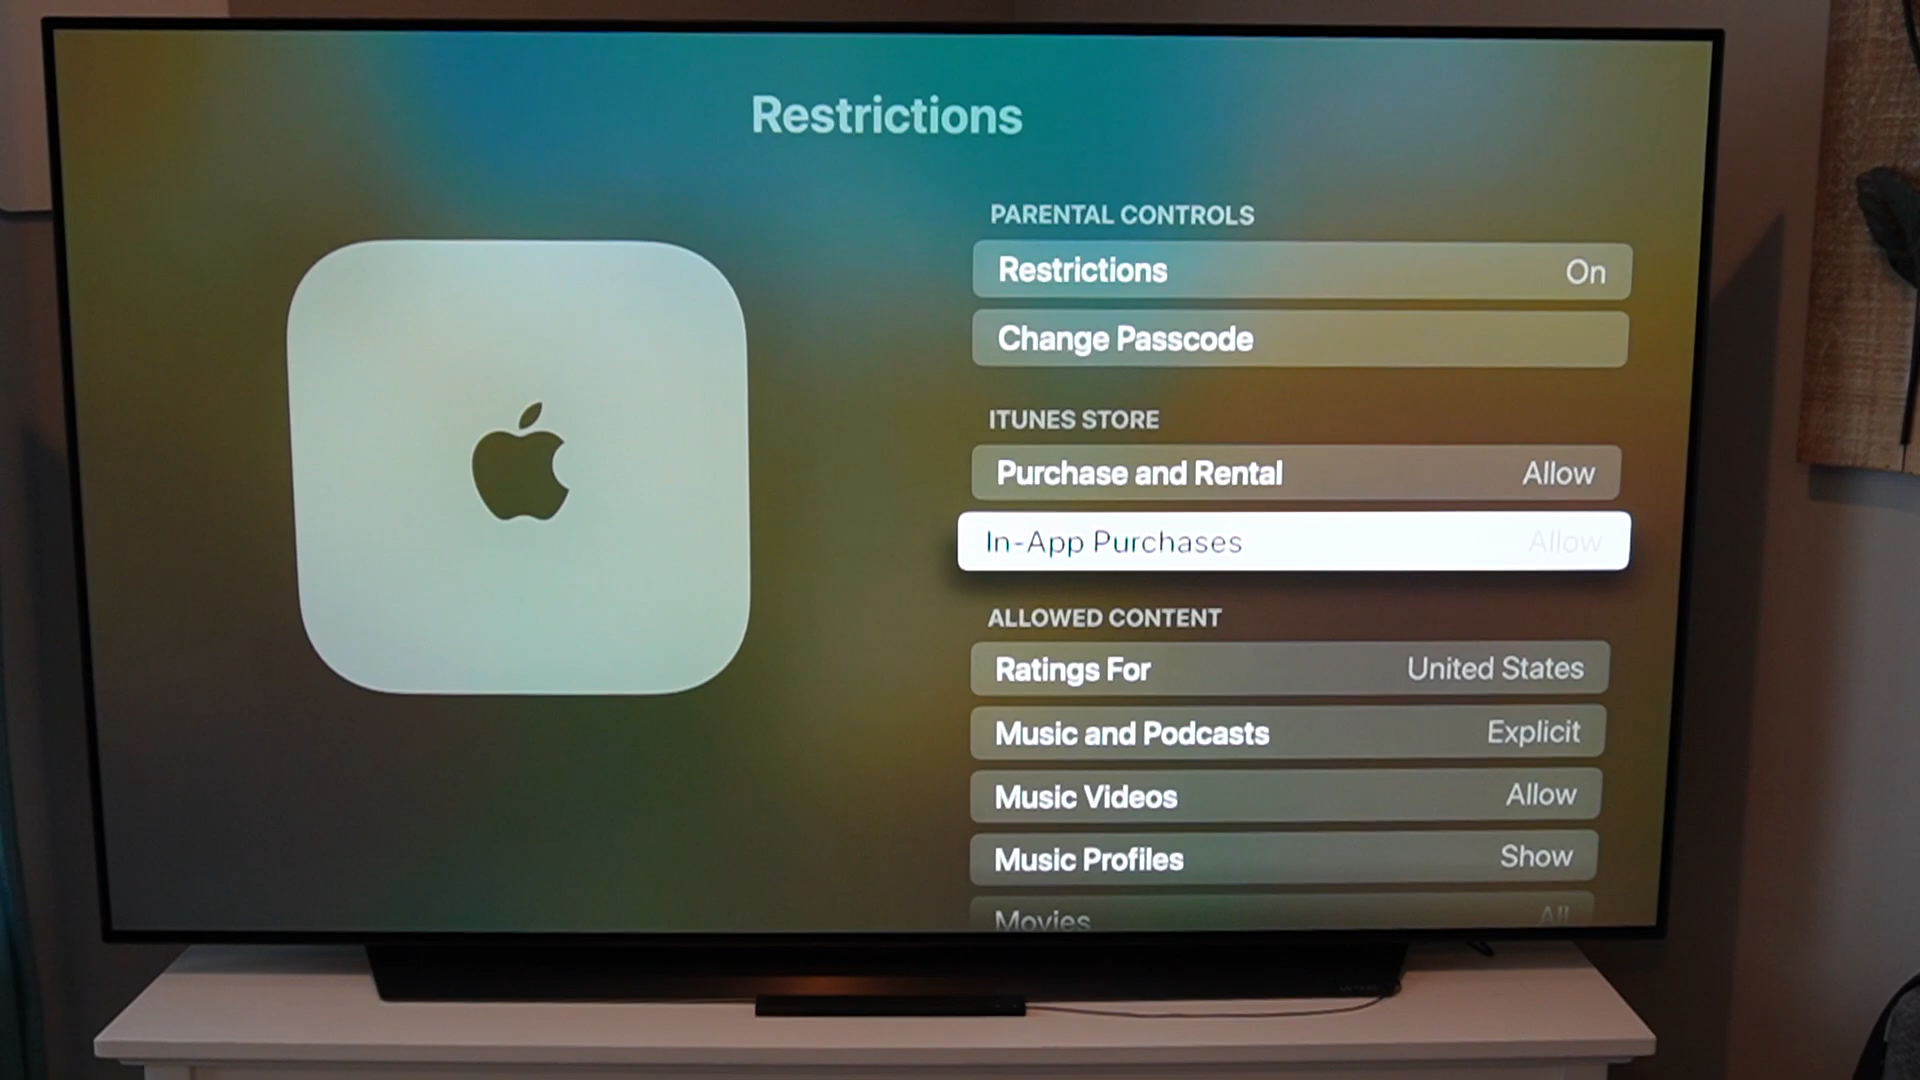 Restrictions
PARENTAL CONTROLS
Restrictions On
Change Passcode
ITUNES STORE
Purchase and Rental Allow
In-App Purchases Allow
ALLOWED CONTENT
Ratings For United States
Music and Podcasts Explicit
Music Videos Allow
Music Profiles Show
Movies All